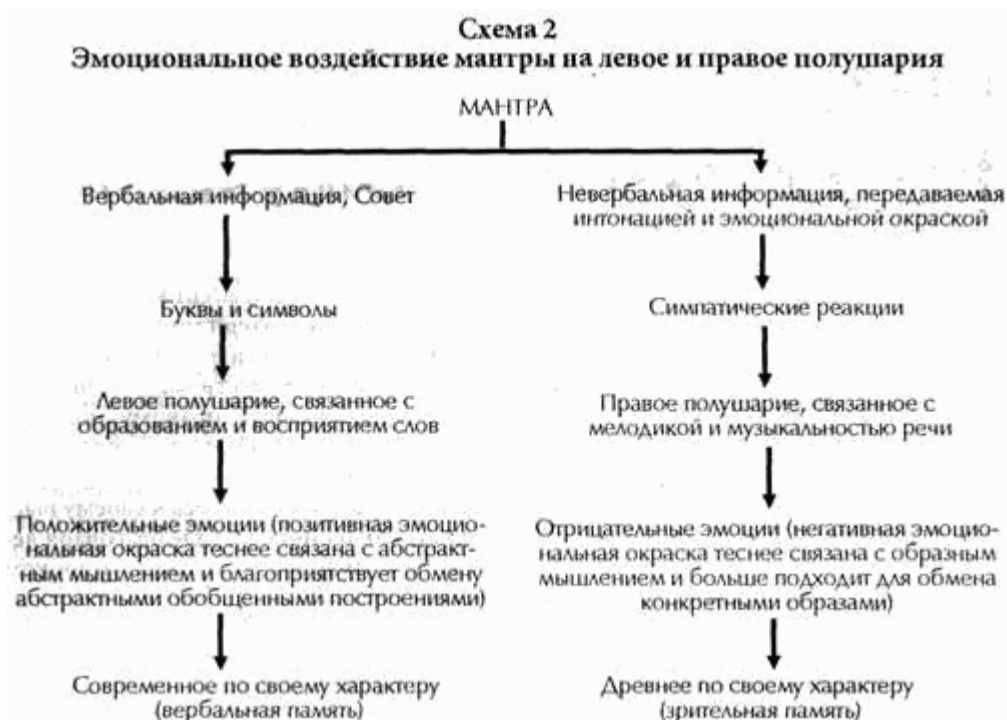 Схема 2
Эмоциональное воздействие мантры на левое и правое полушария
МАНТРА
Вербальная информация, Совет
Буквы и символы
Левое полушарие, связанное с
образованием и восприятием слов
Положительные эмоции (позитивная эмоцио-
нальная окраска теснее связана с абстракт-
ным мышлением и благоприятствует обмену
абстрактными обобщенными построениями)
Современное по своему характеру
(вербальная память)
Невербальная информация, передаваемая
интонацией и эмоциональной окраской
Симпатические реакции
Правое полушарие, связанное с
мелодикой и музыкальностью речи
Отрицательные эмоции (негативная эмоцио-
нальная окраска теснее связана с образным
мышлением и больше подходит для обмена
конкретными образами)
Древнее по своему характеру
(зрительная память)